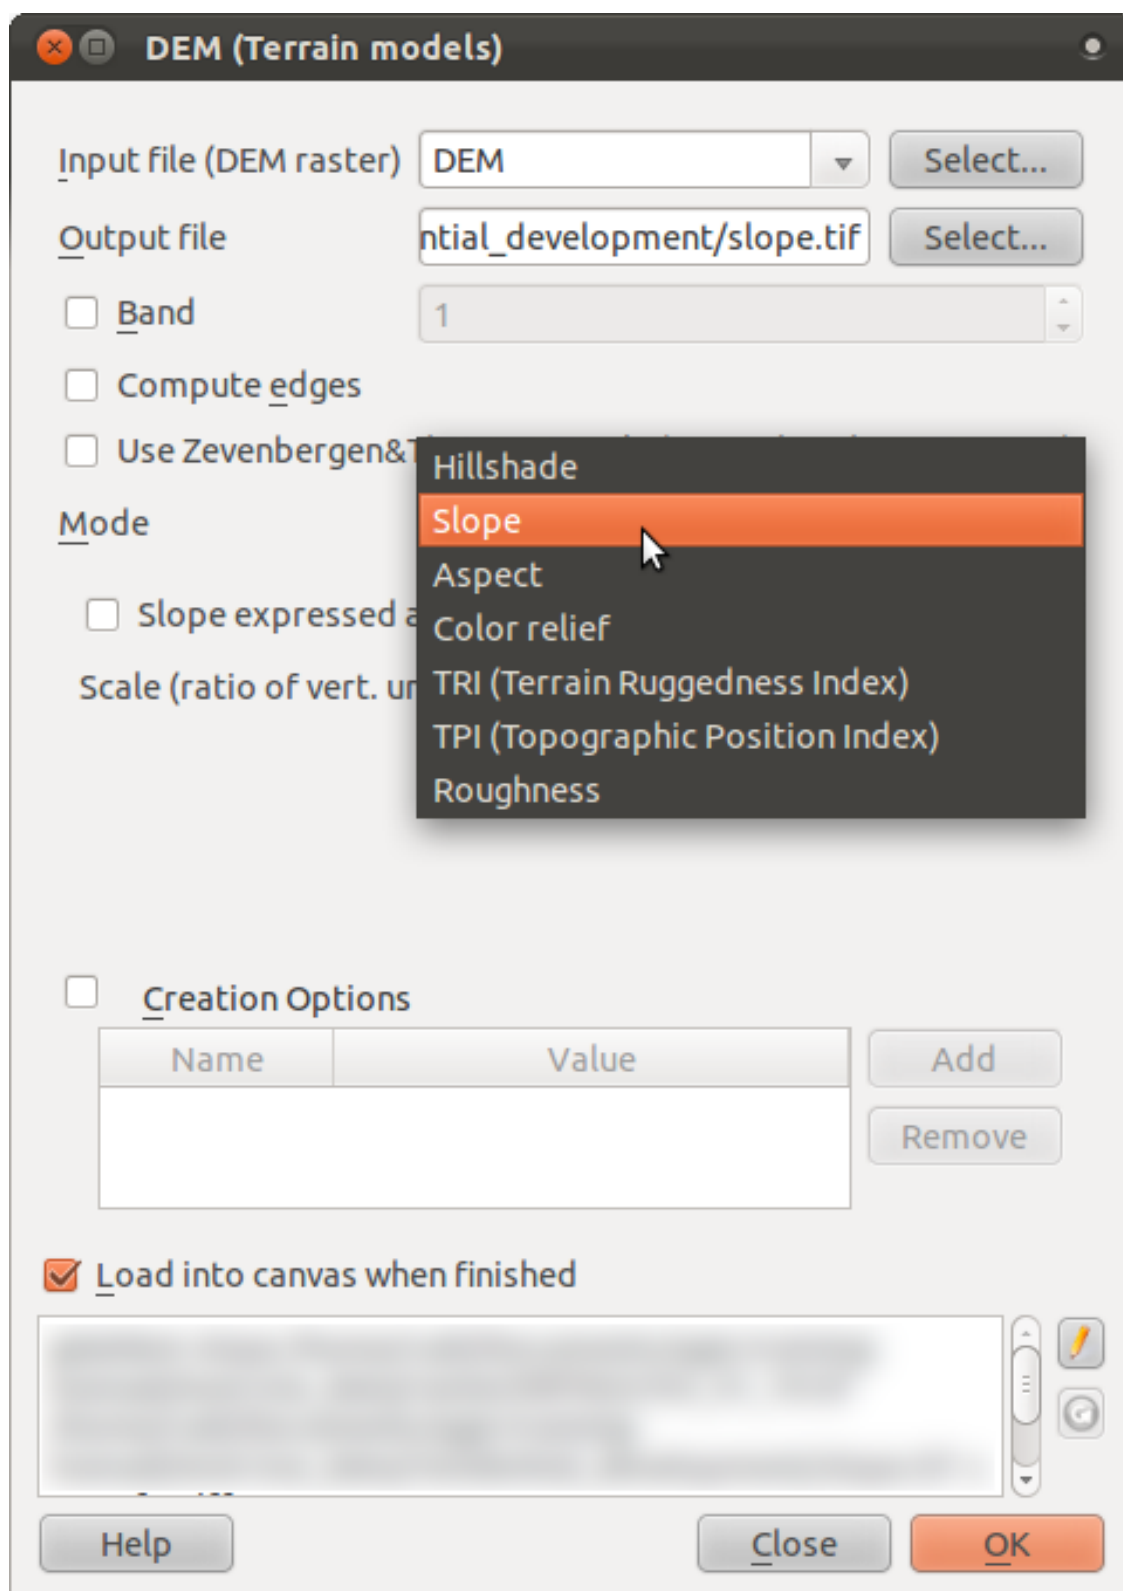 DEM (Terrain models)
Input file (DEM raster) DEM Select...
Output file ntial_development/slope.tif Select...
Band 1
Compute edges
Use Zevenbergen&
Hillshade
Mode Slope
Aspect
Slope expressed
Color relief
Scale (ratio of vert.
TRI (Terrain Ruggedness Index)
TPI (Topographic Position Index)
Roughness
Creation Options
Name Value Add
Remove
Load into canvas when finished
Help Close OK